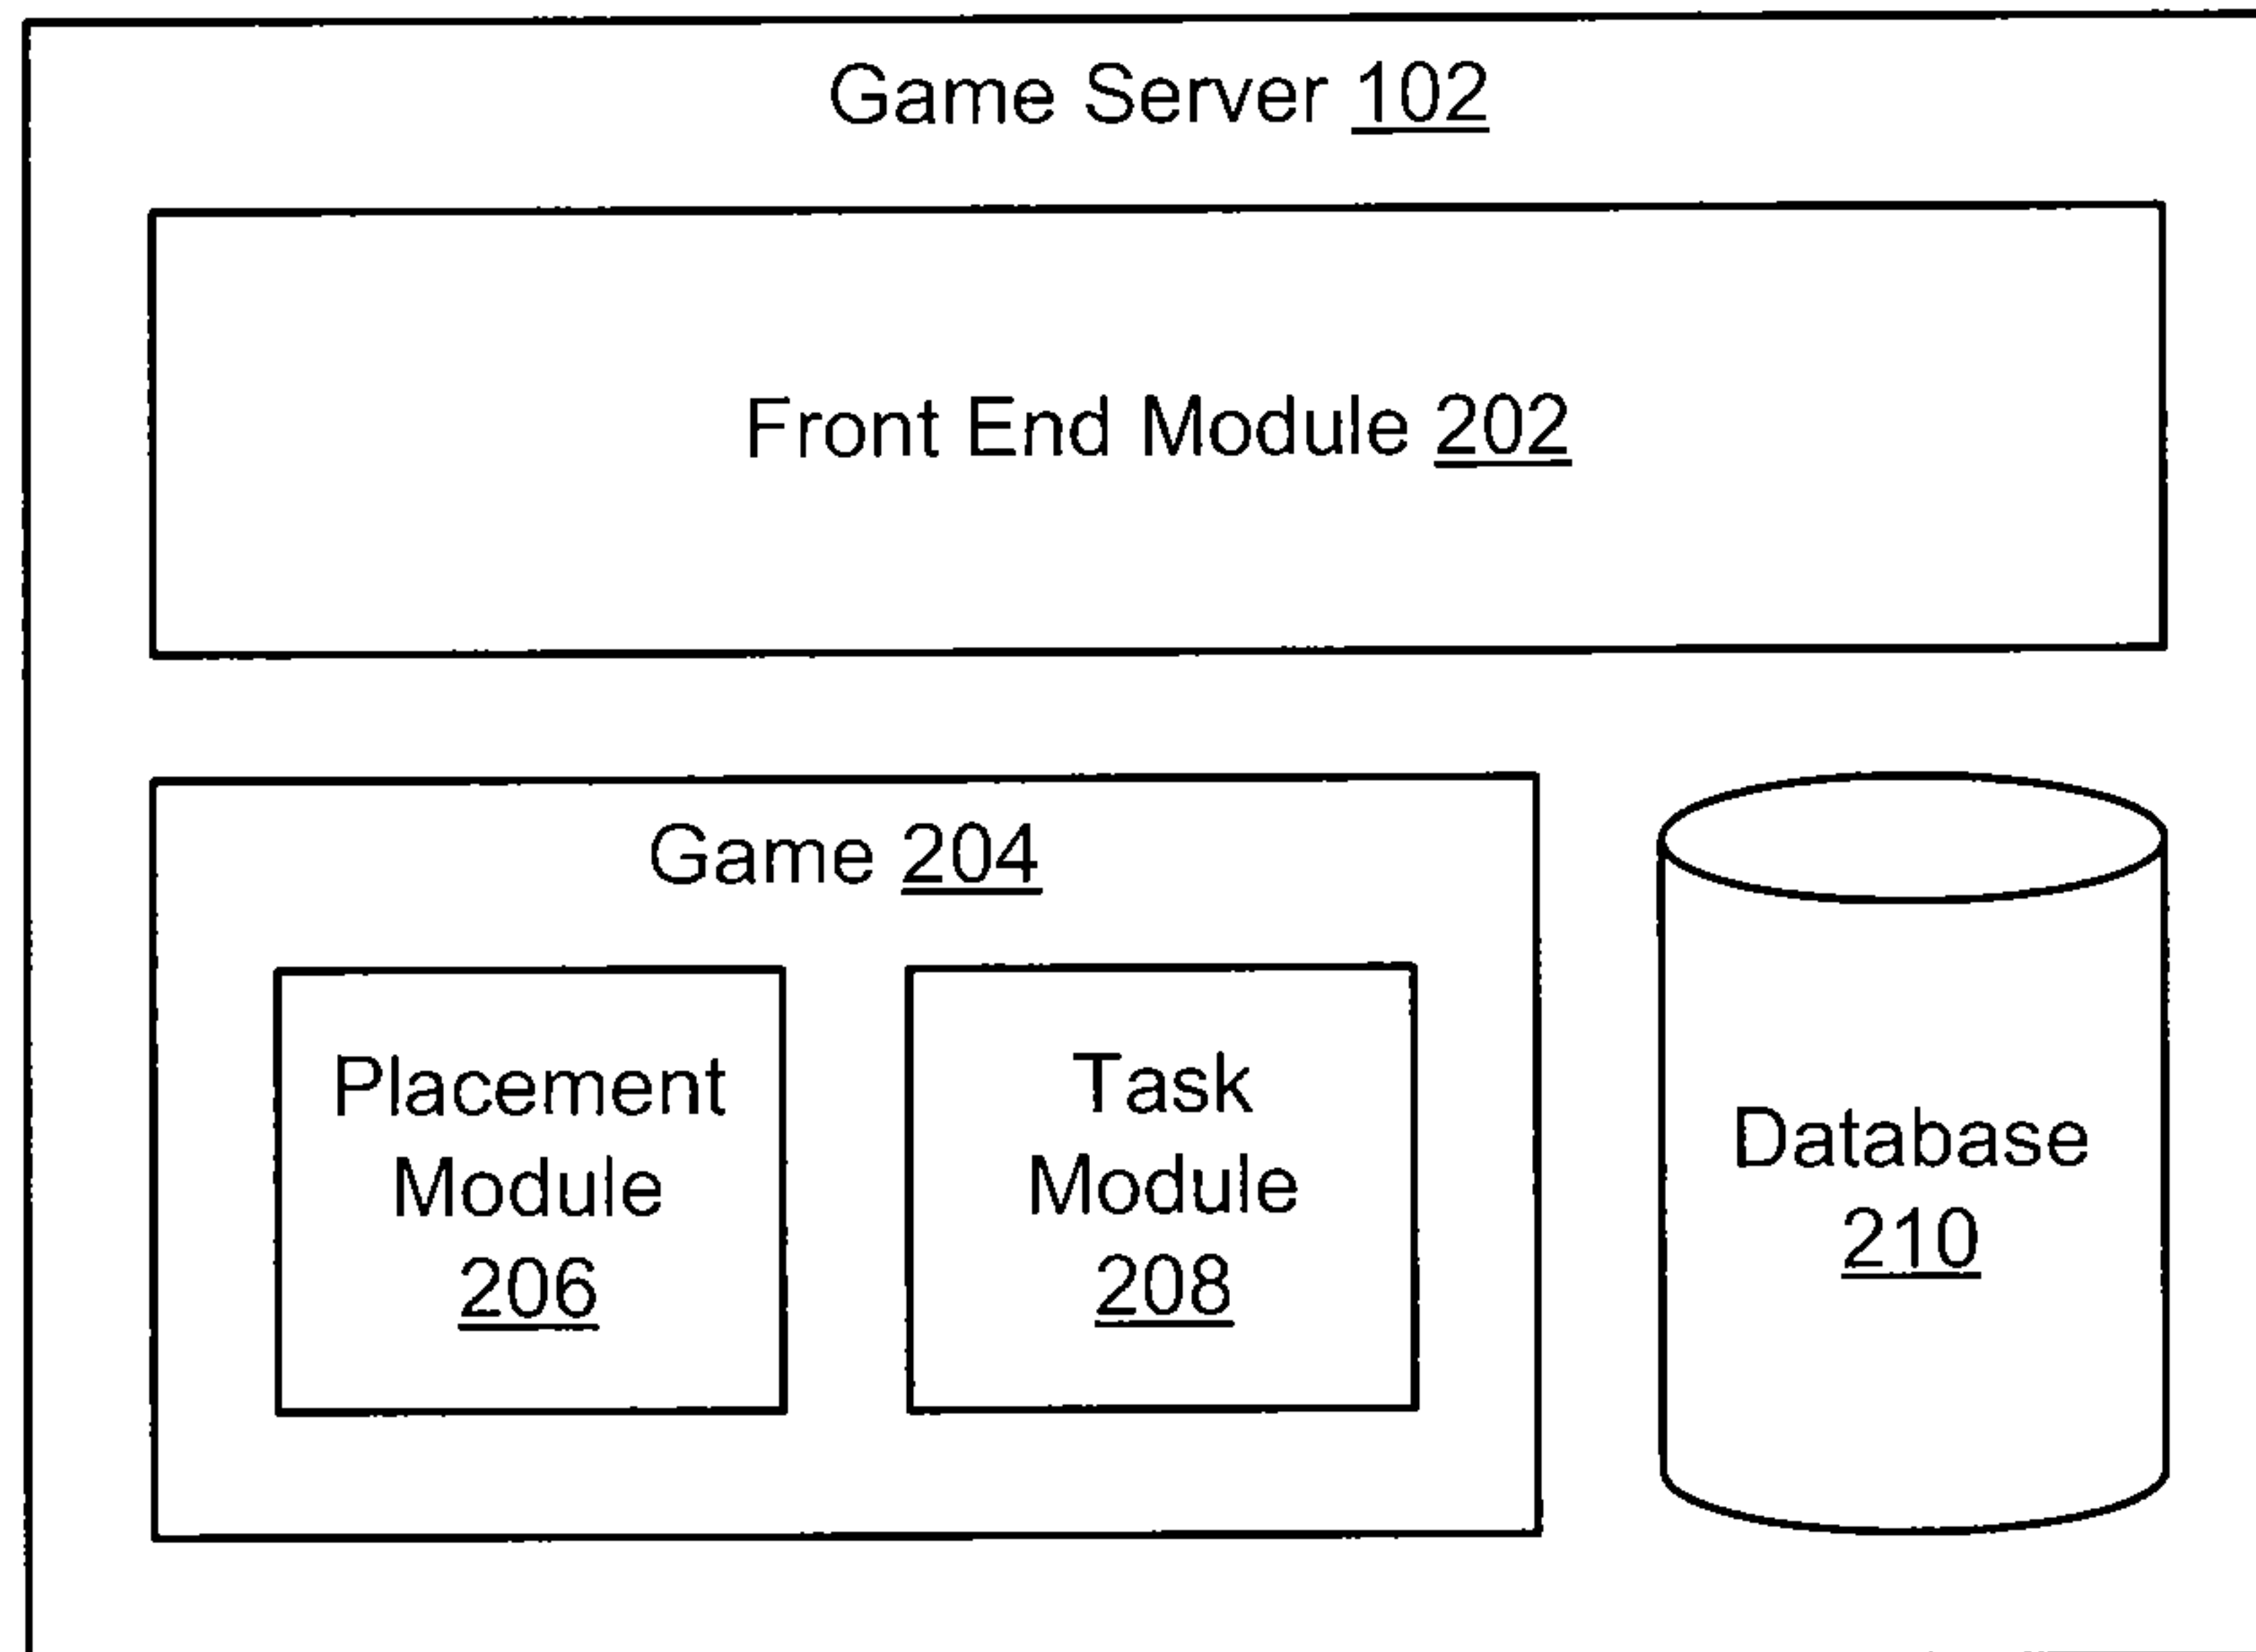 Game Server 102
Front End Module 202
Game 204
Placement
Module
206
Task
Module
208
Database
210